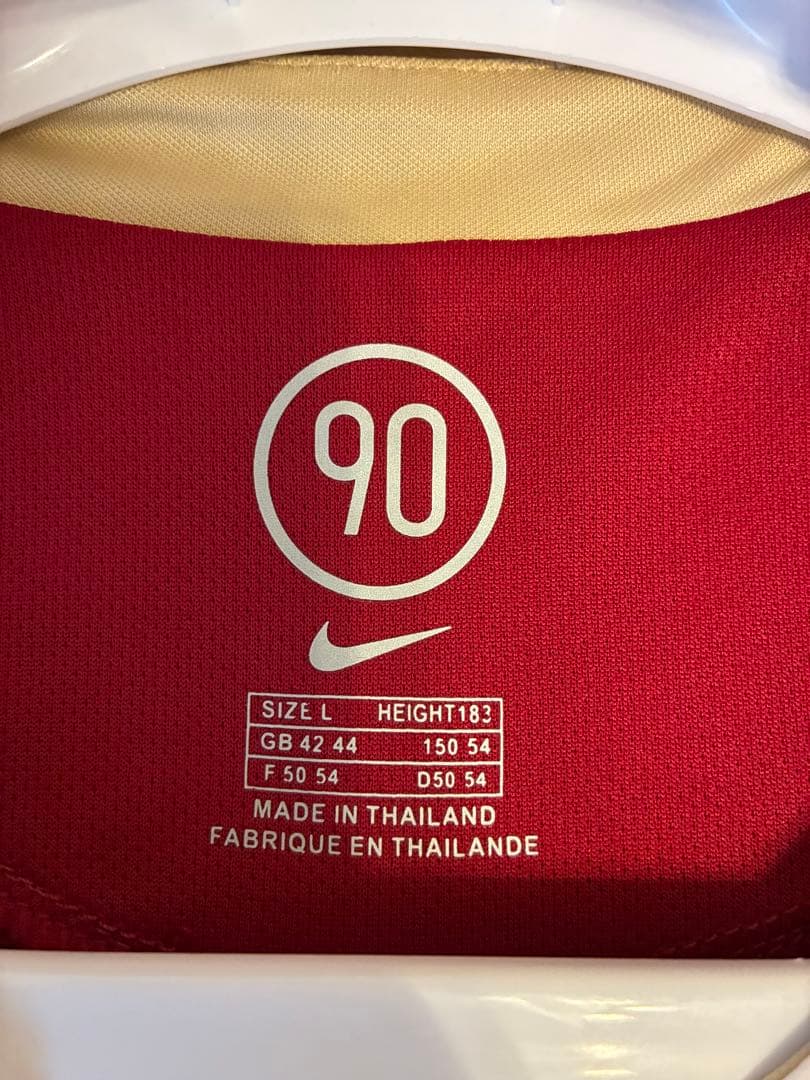 90
SIZE L HEIGHT183
GB 42 44 150 54
F 50 54 D50 54
MADE IN THAILAND
FABRIQUE EN THAILANDE